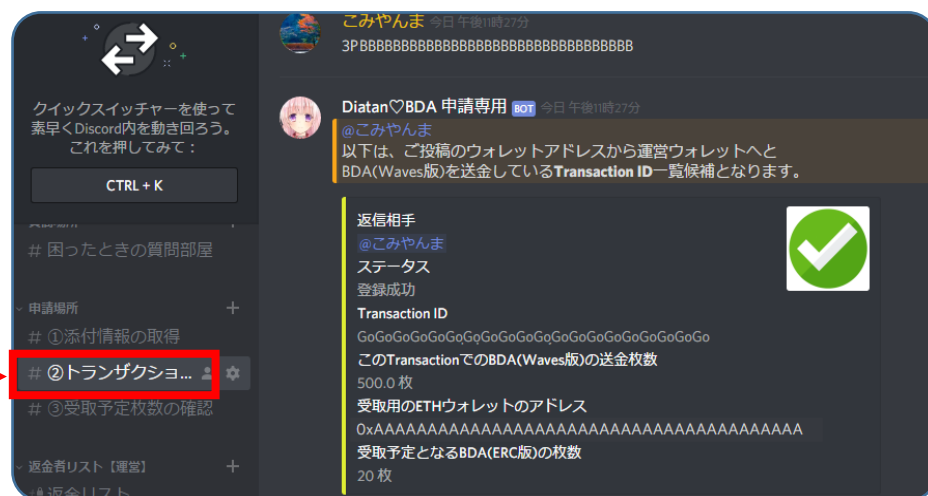 クイックスイッチャーを使って
素早くDiscord内を動き回ろう。
これを押してみて：
CTRL + K
# 困ったときの質問部屋
申請場所
# ①添付情報の取得
# ②トランザクショ...
# ③受取予定枚数の確認
返金者リスト【運営】
返金リスト
こみやんま 今日 午後11時27分
3PBBBBBBBBBBBBBBBBBBBBBBBBBBBBBBBBB
Diatan♡BDA 申請専用 BOT 今日 午後11時27分
@こみやんま
以下は、ご投稿のウォレットアドレスから運営ウォレットへと
BDA(Waves版)を送金しているTransaction ID一覧候補となります。
返信相手
@こみやんま
ステータス
登録成功
Transaction ID
GoGoGoGoGoGoGoGoGoGoGoGoGoGoGoGoGoGoGoGo
このTransactionでのBDA(Waves版)の送金枚数
500.0 枚
受取用のETHウォレットのアドレス
0xAAAAAAAAAAAAAAAAAAAAAAAAAAAAAAAAAAAAAAAA
受取予定となるBDA(ERC版)の枚数
20 枚